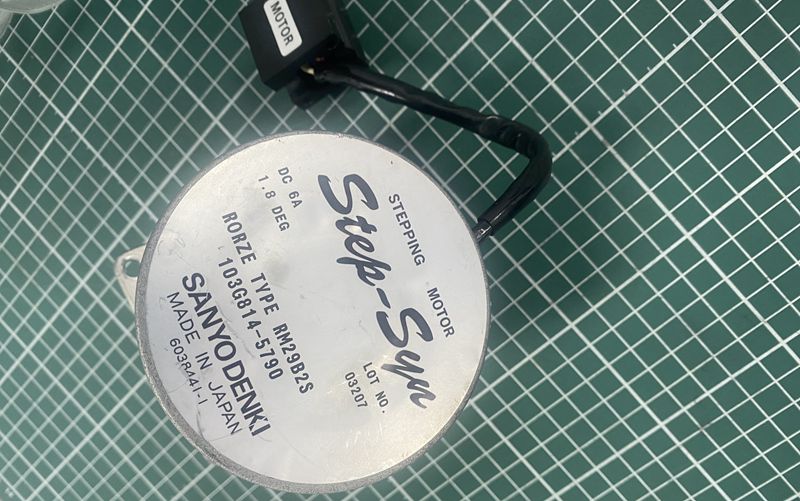 MOTOR
STEPPING MOTOR
Step-Syn
DC 6A
1.8 DEG
LOT NO.
03207
RORZE TYPE RM29B2S
103G814-5790
SANYO DENKI
MADE IN JAPAN
6038441-1